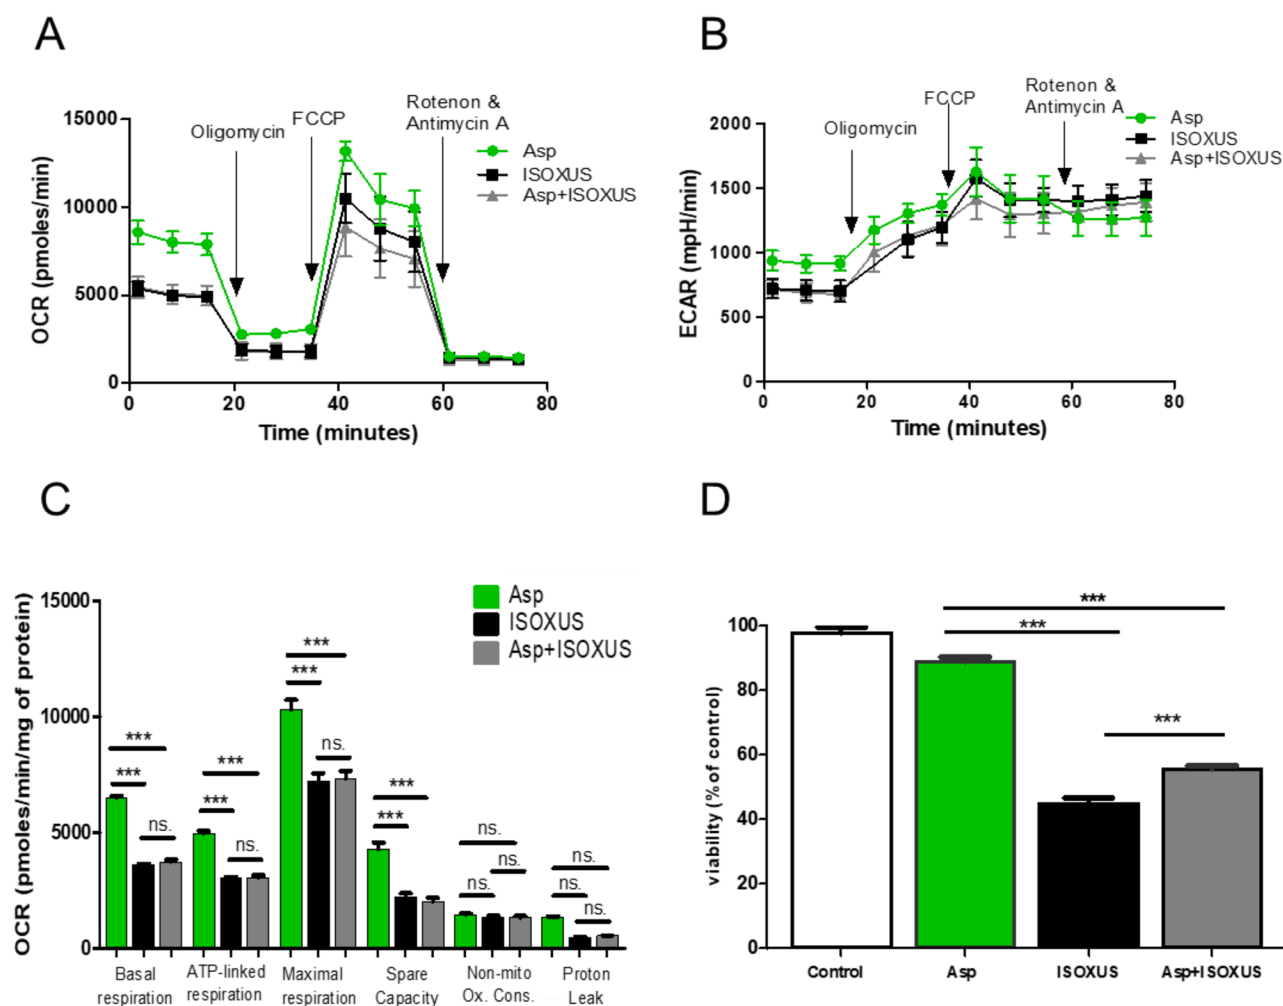 A
OCR (pmoles/min)
15000
10000
5000
0
0
20
40
60
80
Time (minutes)
Oligomycin
FCCP
Rotenon &
Antimycin A
Asp
ISOXUS
Asp+ISOXUS
B
ECAR (mpH/min)
2000
1500
1000
500
0
0
20
40
60
80
Time (minutes)
Oligomycin
FCCP
Rotenon &
Antimycin A
Asp
ISOXUS
Asp+ISOXUS
C
OCR (pmoles/min/mg of protein)
15000
10000
5000
0
Asp
ISOXUS
Asp+ISOXUS
***
***
ns.
***
***
ns.
***
***
ns.
***
***
ns.
ns.
ns.
ns.
ns.
ns.
Basal
respiration
ATP-linked
respiration
Maximal
respiration
Spare
Capacity
Non-mito
Ox. Cons.
Proton
Leak
D
viability (%of control)
100
80
60
40
20
0
***
***
***
Control
Asp
ISOXUS
Asp+ISOXUS